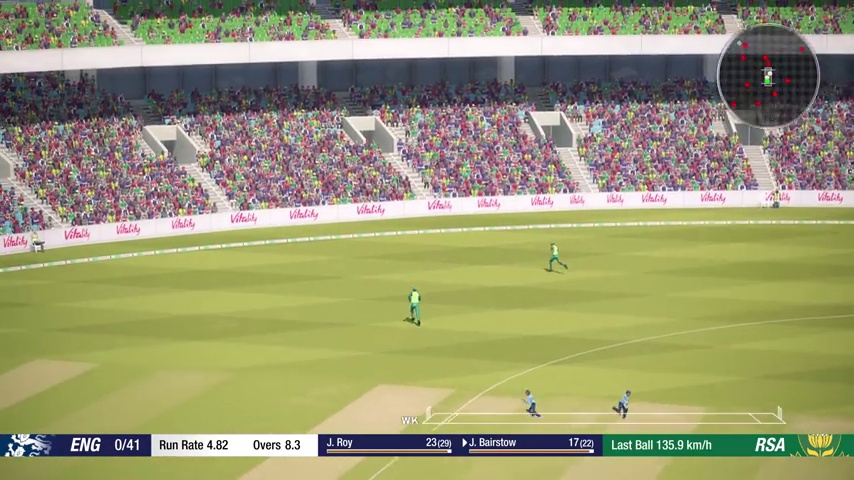 Vitality Vitality Vitality Vitality Vitality Vitality Vitality Vitality Vitality Vitality Vitality Vitality Vitality Vitality Vitality
WK
ENG 0/41 Run Rate 4.82 Overs 8.3 J. Roy 23(29) J. Bairstow 17(22) Last Ball 135.9 km/h RSA